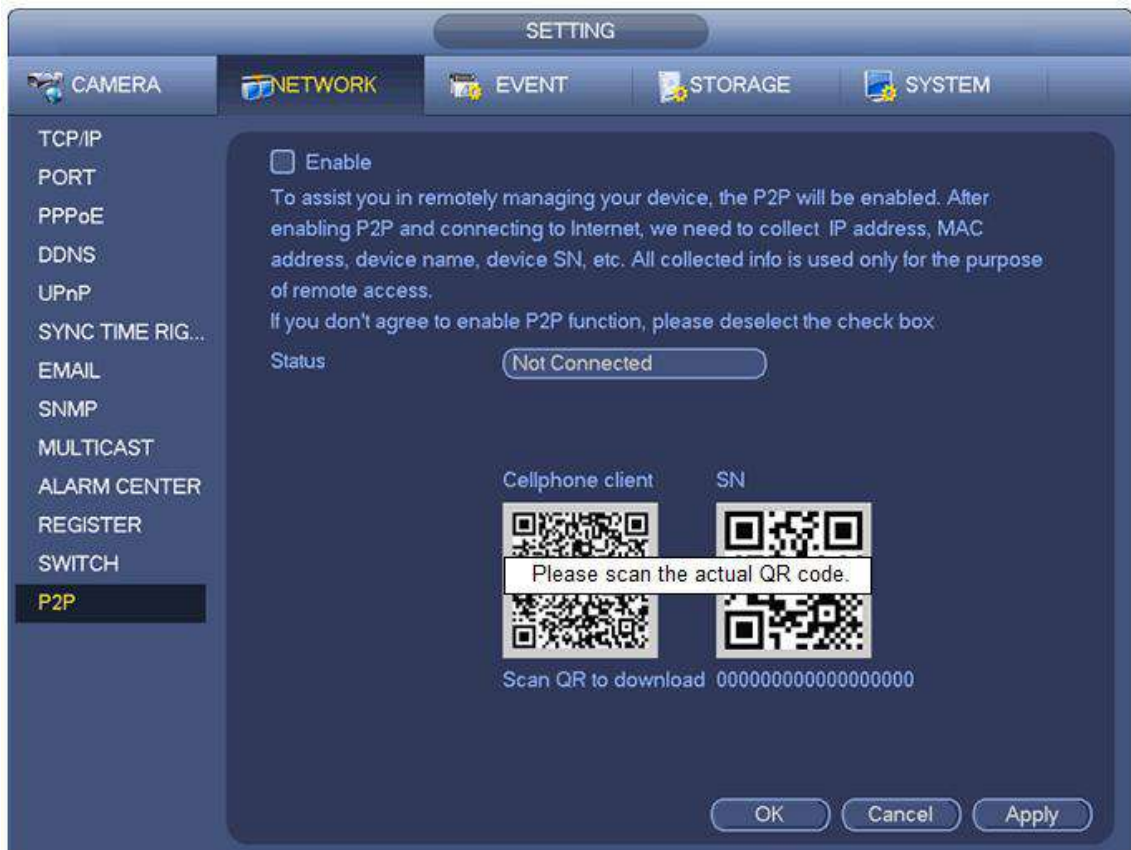 SETTING
CAMERA NETWORK EVENT STORAGE SYSTEM
TCP/IP
PORT
PPPoE
DDNS
UPnP
SYNC TIME RIG...
EMAIL
SNMP
MULTICAST
ALARM CENTER
REGISTER
SWITCH
P2P
Enable
To assist you in remotely managing your device, the P2P will be enabled. After
enabling P2P and connecting to Internet, we need to collect IP address, MAC
address, device name, device SN, etc. All collected info is used only for the purpose
of remote access.
If you don't agree to enable P2P function, please deselect the check box
Status Not Connected
Cellphone client SN
Please scan the actual QR code.
Scan QR to download 000000000000000000
OK Cancel Apply